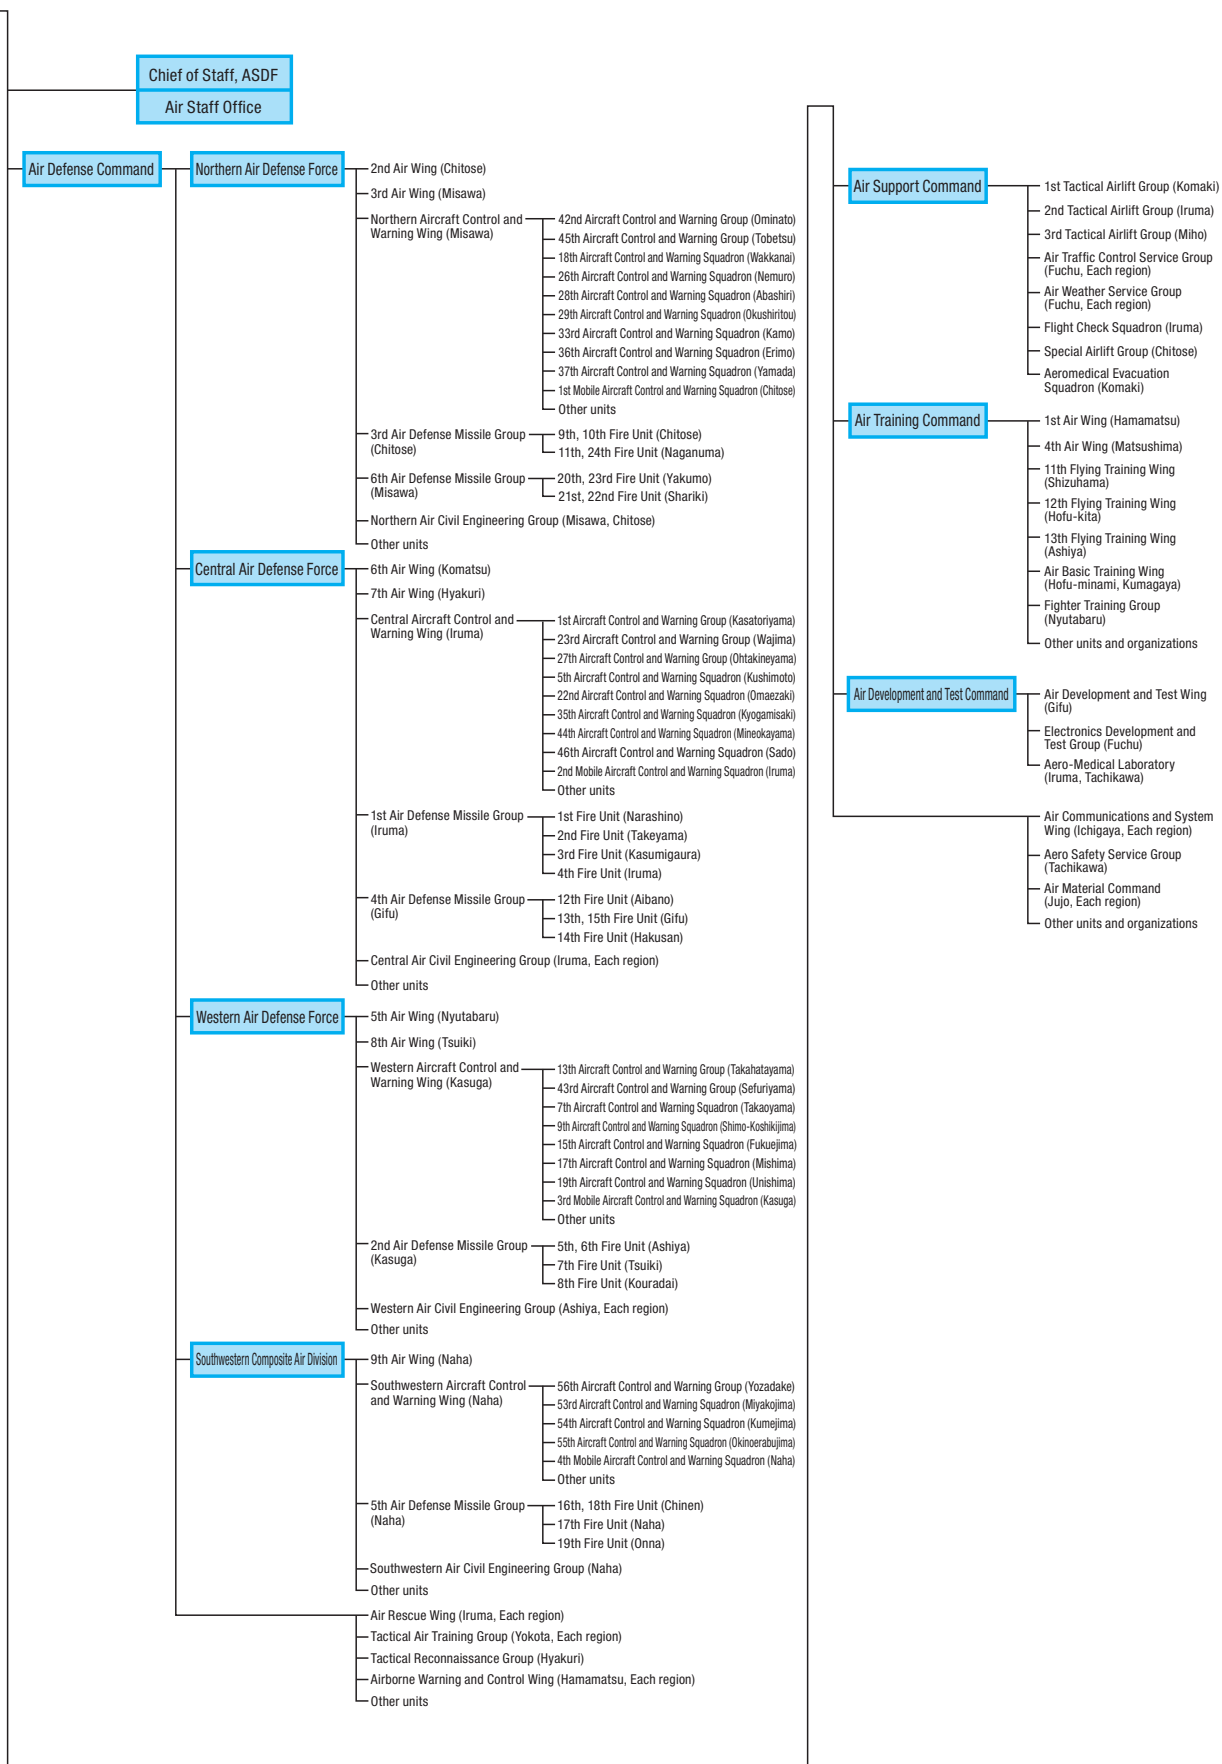 Chief of Staff, ASDF
Air Staff Office
Air Defense Command
Northern Air Defense Force
2nd Air Wing (Chitose)
3rd Air Wing (Misawa)
Northern Aircraft Control and
Warning Wing (Misawa)
42nd Aircraft Control and Warning Group (Ominato)
45th Aircraft Control and Warning Group (Tobetsu)
18th Aircraft Control and Warning Squadron (Wakkanai)
26th Aircraft Control and Warning Squadron (Nemuro)
28th Aircraft Control and Warning Squadron (Abashiri)
29th Aircraft Control and Warning Squadron (Okushiritou)
33rd Aircraft Control and Warning Squadron (Kamo)
36th Aircraft Control and Warning Squadron (Erimo)
37th Aircraft Control and Warning Squadron (Yamada)
1st Mobile Aircraft Control and Warning Squadron (Chitose)
Other units
3rd Air Defense Missile Group
(Chitose)
9th, 10th Fire Unit (Chitose)
11th, 24th Fire Unit (Naganuma)
6th Air Defense Missile Group
(Misawa)
20th, 23rd Fire Unit (Yakumo)
21st, 22nd Fire Unit (Shariki)
Northern Air Civil Engineering Group (Misawa, Chitose)
Other units
Central Air Defense Force
6th Air Wing (Komatsu)
7th Air Wing (Hyakuri)
Central Aircraft Control and
Warning Wing (Iruma)
1st Aircraft Control and Warning Group (Kasatoriyama)
23rd Aircraft Control and Warning Group (Wajima)
27th Aircraft Control and Warning Group (Ohtakineyama)
5th Aircraft Control and Warning Squadron (Kushimoto)
22nd Aircraft Control and Warning Squadron (Omaezaki)
35th Aircraft Control and Warning Squadron (Kyogamisaki)
44th Aircraft Control and Warning Squadron (Mineokayama)
46th Aircraft Control and Warning Squadron (Sado)
2nd Mobile Aircraft Control and Warning Squadron (Iruma)
Other units
1st Air Defense Missile Group
(Iruma)
1st Fire Unit (Narashino)
2nd Fire Unit (Takeyama)
3rd Fire Unit (Kasumigaura)
4th Fire Unit (Iruma)
4th Air Defense Missile Group
(Gifu)
12th Fire Unit (Aibano)
13th, 15th Fire Unit (Gifu)
14th Fire Unit (Hakusan)
Central Air Civil Engineering Group (Iruma, Each region)
Other units
Western Air Defense Force
5th Air Wing (Nyutabaru)
8th Air Wing (Tsuiki)
Western Aircraft Control and
Warning Wing (Kasuga)
13th Aircraft Control and Warning Group (Takahatayama)
43rd Aircraft Control and Warning Group (Sefuriyama)
7th Aircraft Control and Warning Squadron (Takaoyama)
9th Aircraft Control and Warning Squadron (Shimo-Koshikijima)
15th Aircraft Control and Warning Squadron (Fukuejima)
17th Aircraft Control and Warning Squadron (Mishima)
19th Aircraft Control and Warning Squadron (Unishima)
3rd Mobile Aircraft Control and Warning Squadron (Kasuga)
Other units
2nd Air Defense Missile Group
(Kasuga)
5th, 6th Fire Unit (Ashiya)
7th Fire Unit (Tsuiki)
8th Fire Unit (Kouradai)
Western Air Civil Engineering Group (Ashiya, Each region)
Other units
Southwestern Composite Air Division
9th Air Wing (Naha)
Southwestern Aircraft Control
and Warning Wing (Naha)
56th Aircraft Control and Warning Group (Yozadake)
53rd Aircraft Control and Warning Squadron (Miyakojima)
54th Aircraft Control and Warning Squadron (Kumejima)
55th Aircraft Control and Warning Squadron (Okinoerabujima)
4th Mobile Aircraft Control and Warning Squadron (Naha)
Other units
5th Air Defense Missile Group
(Naha)
16th, 18th Fire Unit (Chinen)
17th Fire Unit (Naha)
19th Fire Unit (Onna)
Southwestern Air Civil Engineering Group (Naha)
Other units
Air Rescue Wing (Iruma, Each region)
Tactical Air Training Group (Yokota, Each region)
Tactical Reconnaissance Group (Hyakuri)
Airborne Warning and Control Wing (Hamamatsu, Each region)
Other units
Air Support Command
1st Tactical Airlift Group (Komaki)
2nd Tactical Airlift Group (Iruma)
3rd Tactical Airlift Group (Miho)
Air Traffic Control Service Group
(Fuchu, Each region)
Air Weather Service Group
(Fuchu, Each region)
Flight Check Squadron (Iruma)
Special Airlift Group (Chitose)
Aeromedical Evacuation
Squadron (Komaki)
Air Training Command
1st Air Wing (Hamamatsu)
4th Air Wing (Matsushima)
11th Flying Training Wing
(Shizuhama)
12th Flying Training Wing
(Hofu-kita)
13th Flying Training Wing
(Ashiya)
Air Basic Training Wing
(Hofu-minami, Kumagaya)
Fighter Training Group
(Nyutabaru)
Other units and organizations
Air Development and Test Command
Air Development and Test Wing
(Gifu)
Electronics Development and
Test Group (Fuchu)
Aero-Medical Laboratory
(Iruma, Tachikawa)
Air Communications and System
Wing (Ichigaya, Each region)
Aero Safety Service Group
(Tachikawa)
Air Material Command
(Jujo, Each region)
Other units and organizations